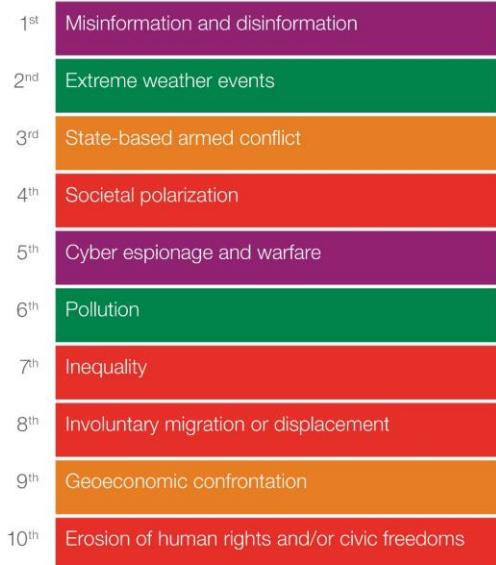 1st Misinformation and disinformation
2nd Extreme weather events
3rd State-based armed conflict
4th Societal polarization
5th Cyber espionage and warfare
6th Pollution
7th Inequality
8th Involuntary migration or displacement
9th Geoeconomic confrontation
10th Erosion of human rights and/or civic freedoms